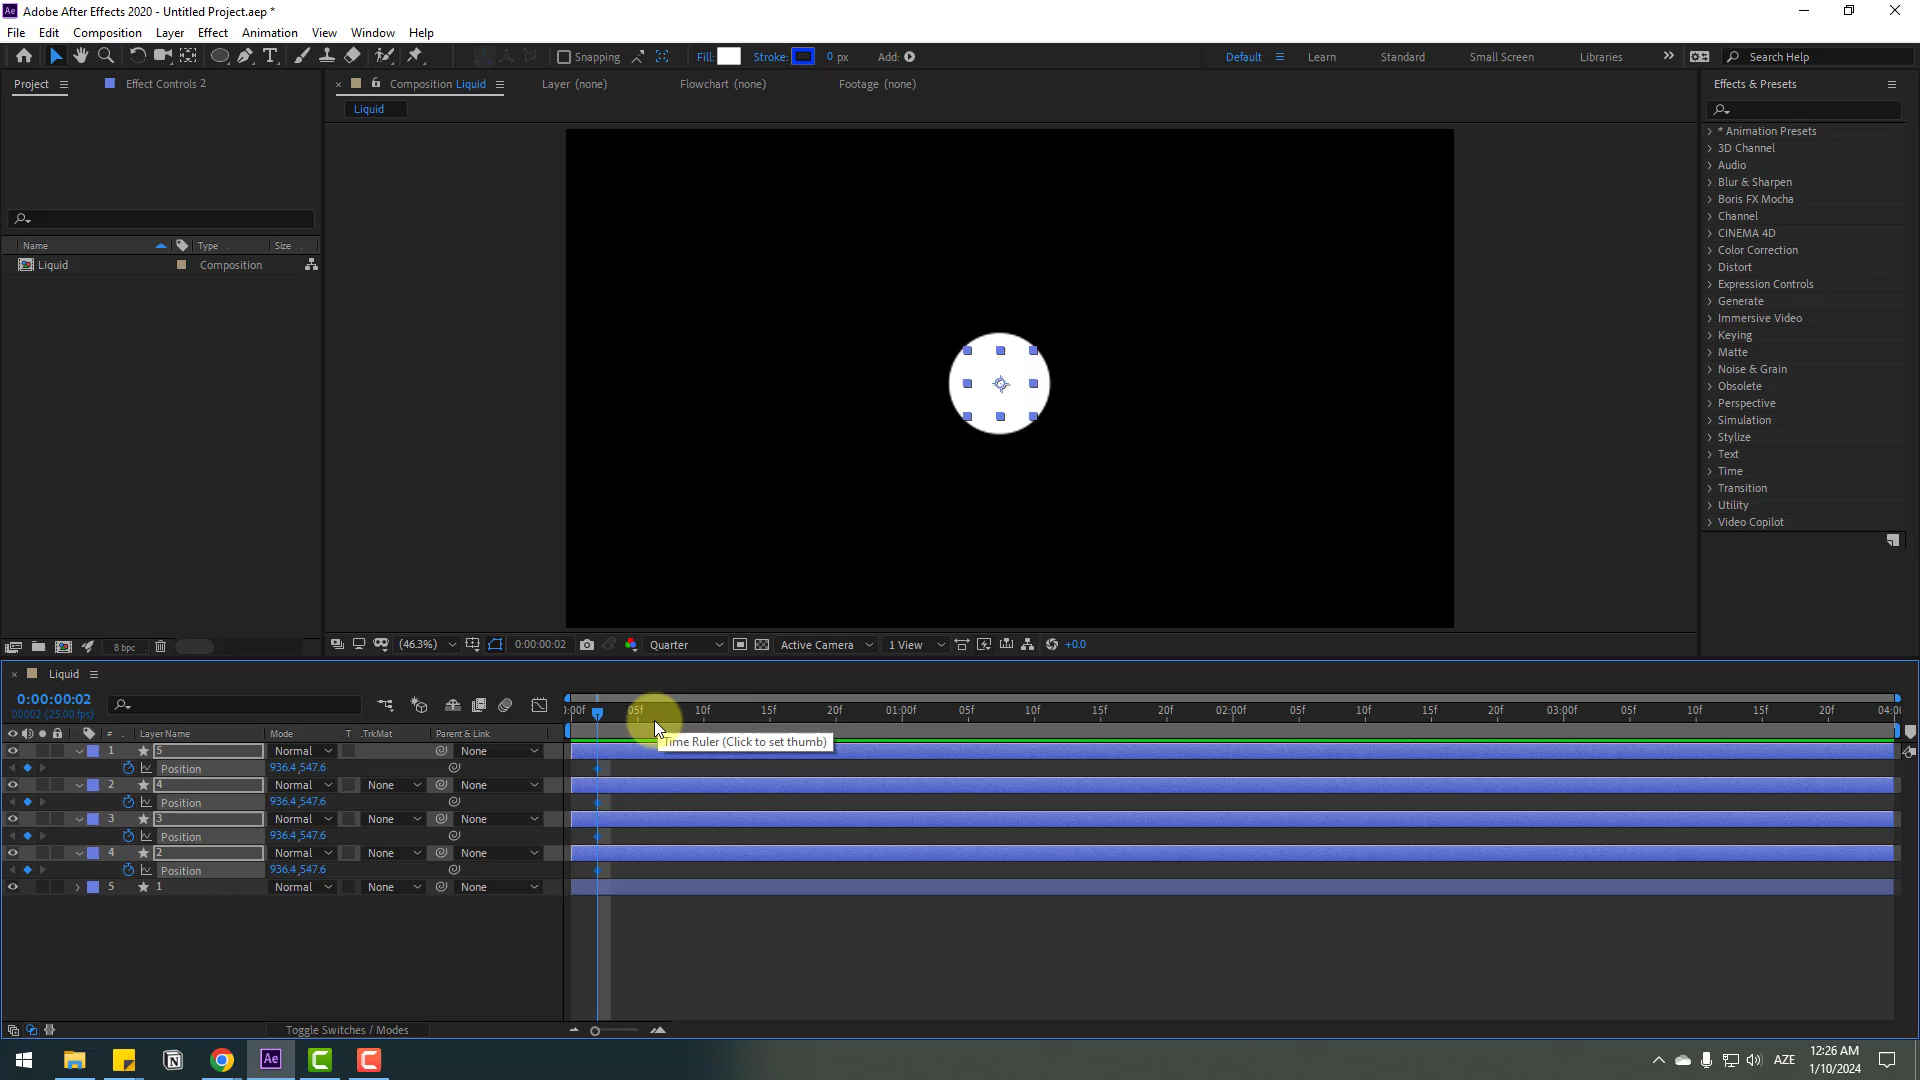 Ae Adobe After Effects 2020 - Untitled Project.aep *
File Edit Composition Layer Effect Animation View Window Help
Snapping Fill: Stroke: 0 px Add: Default Learn Standard Small Screen Libraries Search Help
Project Effect Controls 2 Composition Liquid Layer (none) Flowchart (none) Footage (none) Effects & Presets
Liquid
* Animation Presets
3D Channel
Audio
Blur & Sharpen
Boris FX Mocha
Channel
CINEMA 4D
Color Correction
Distort
Expression Controls
Generate
Immersive Video
Keying
Matte
Noise & Grain
Obsolete
Perspective
Simulation
Stylize
Text
Time
Transition
Utility
Video Copilot
Name Type Size
Liquid Composition
8 bpc (46.3%) 0:00:00:02 Quarter Active Camera 1 View +0.0
Liquid
0:00:00:02
00002 (25.00 fps)
:00f 05f 10f 15f 20f 01:00f 05f 10f 15f 20f 02:00f 05f 10f 15f 20f 03:00f 05f 10f 15f 20f 04:00
# Layer Name Mode T .TrkMat Parent & Link
Time Ruler (Click to set thumb)
1 5 Normal None
Position 936.4,547.6
2 4 Normal None None
Position 936.4,547.6
3 3 Normal None None
Position 936.4,547.6
4 2 Normal None None
Position 936.4,547.6
5 1 Normal None None
Toggle Switches / Modes
Ae AZE 12:26 AM
1/10/2024